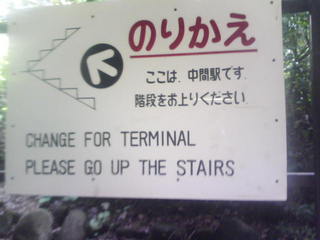 のりかえ
ここは、中間駅です.
階段をお上りください.
CHANGE FOR TERMINAL
PLEASE GO UP THE STAIRS